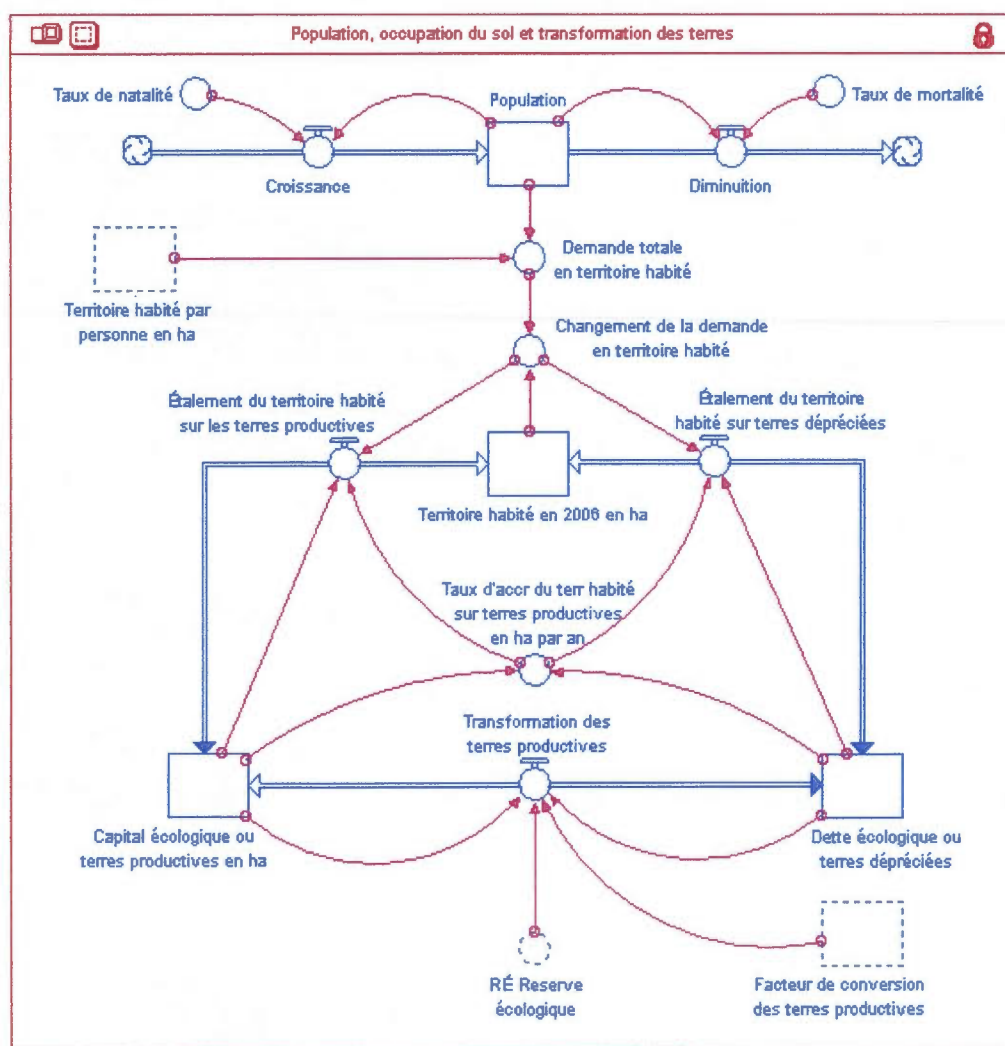 Population, occupation du sol et transformation des terres
Taux de natalité
Population
Taux de mortalité
Croissance
Diminuition
Demande totale
en territoire habité
Territoire habité par
personne en ha
Changement de la demande
en territoire habité
Étalement du territoire habité
sur les terres productives
Étalement du territoire
habité sur terres dépréciées
Territoire habité en 2006 en ha
Taux d'accr du terr habité
sur terres productives
en ha par an
Transformation des
terres productives
Capital écologique ou
terres productives en ha
Dette écologique ou
terres dépréciées
RÉ Reserve
écologique
Facteur de conversion
des terres productives